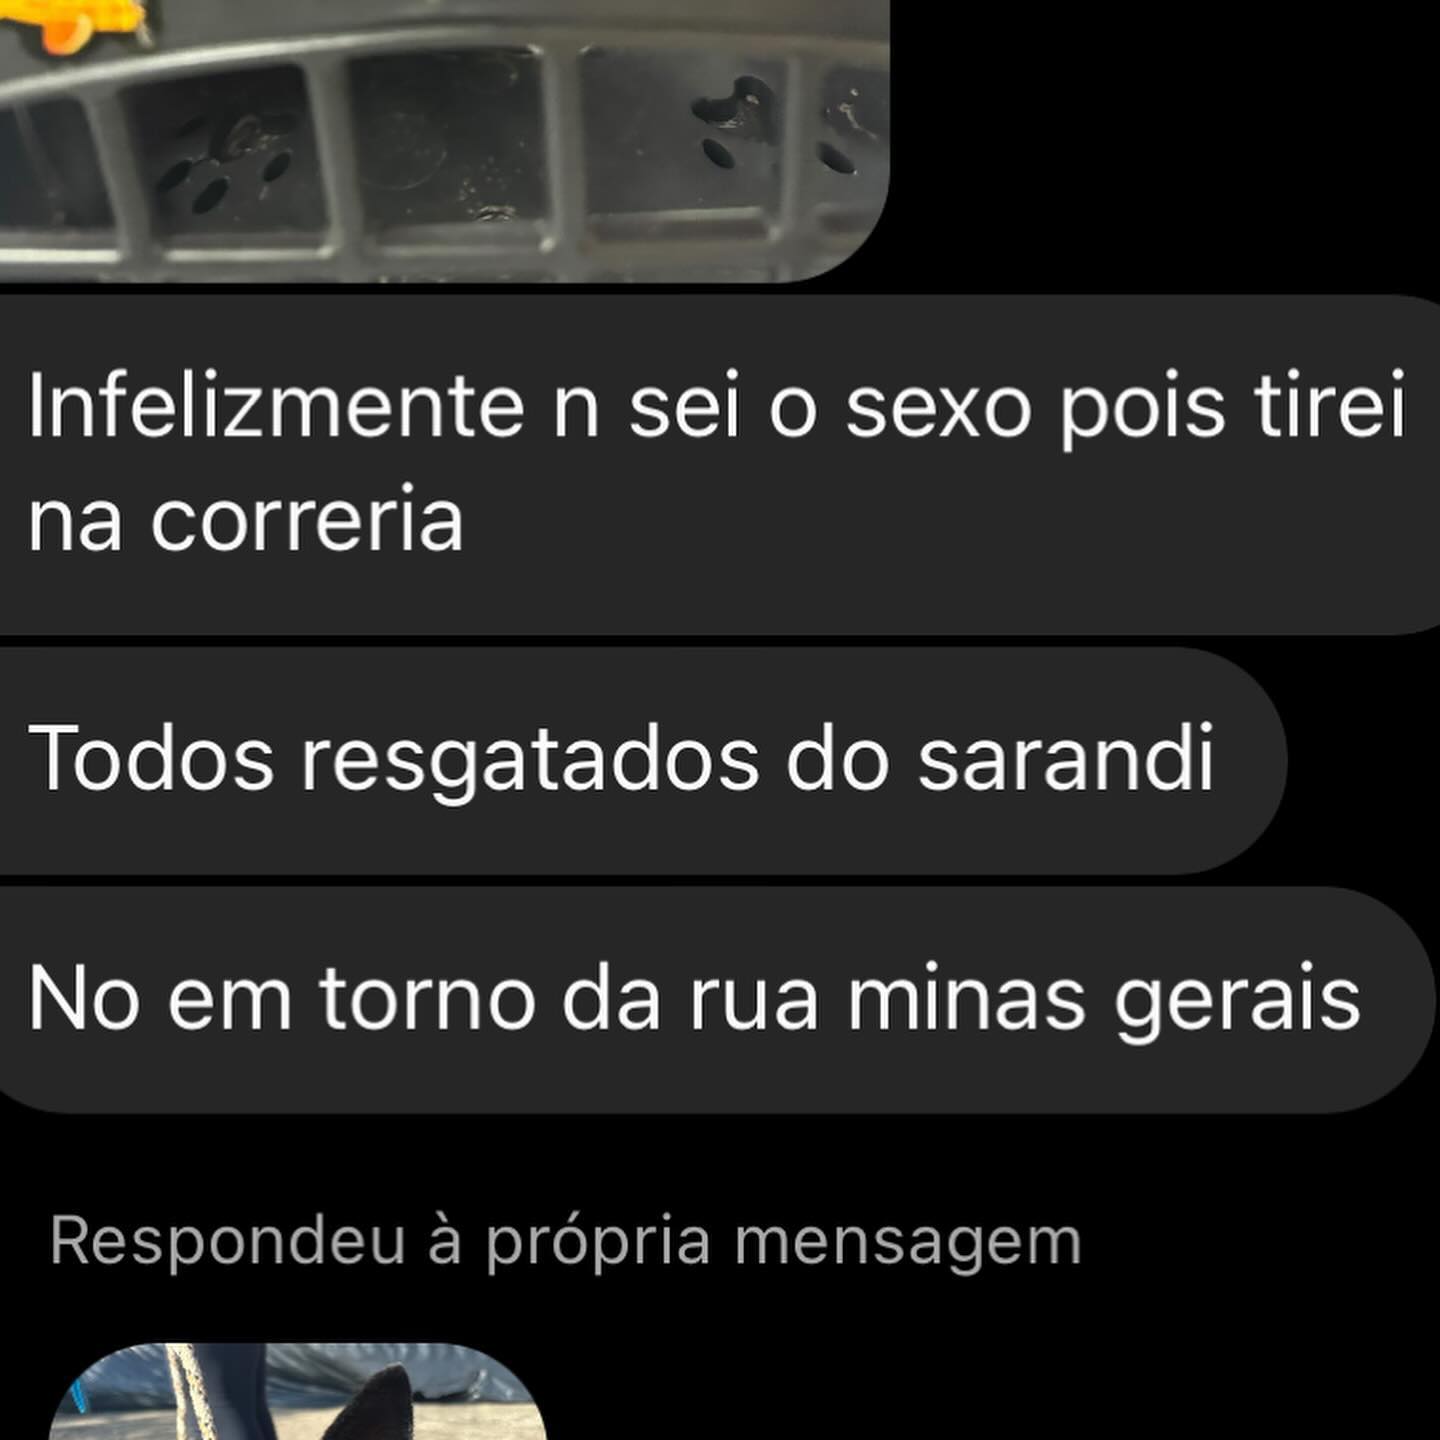 Infelizmente n sei o sexo pois tirei
na correria
Todos resgatados do sarandi
No em torno da rua minas gerais
Respondeu à própria mensagem